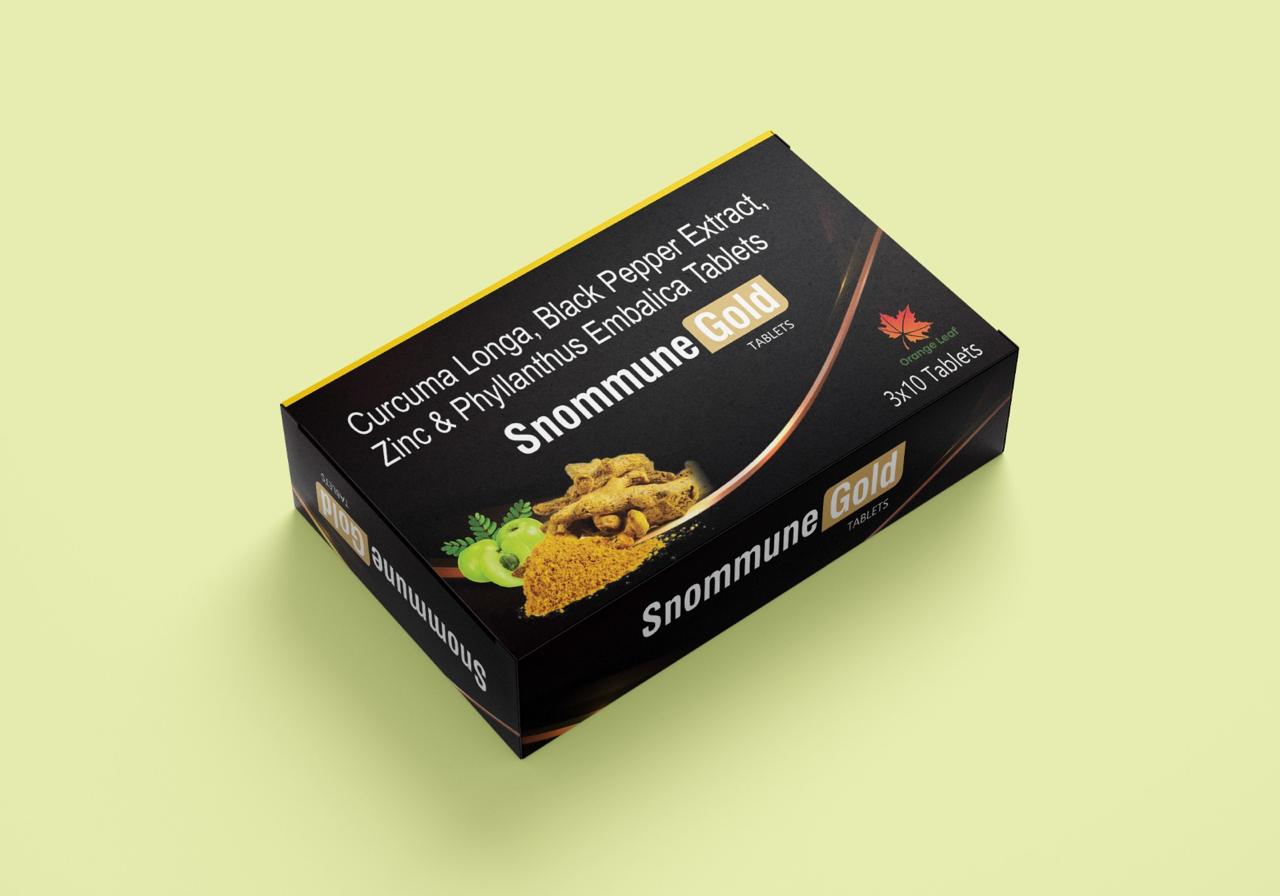 Curcuma Longa, Black Pepper Extract,
Zinc & Phyllanthus Embalica Tablets
Snommune Gold
TABLETS
Orange Leaf
3x10 Tablets
Snommune Gold
TABLETS
Snommune Gold
TABLETS